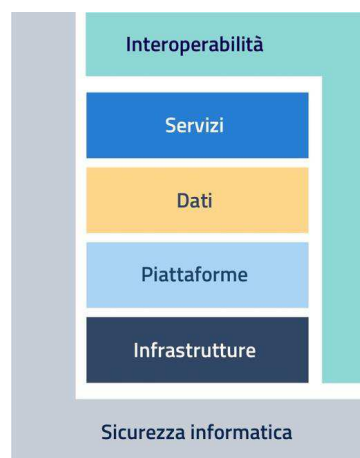 Interoperabilità
Servizi
Dati
Piattaforme
Infrastrutture
Sicurezza informatica